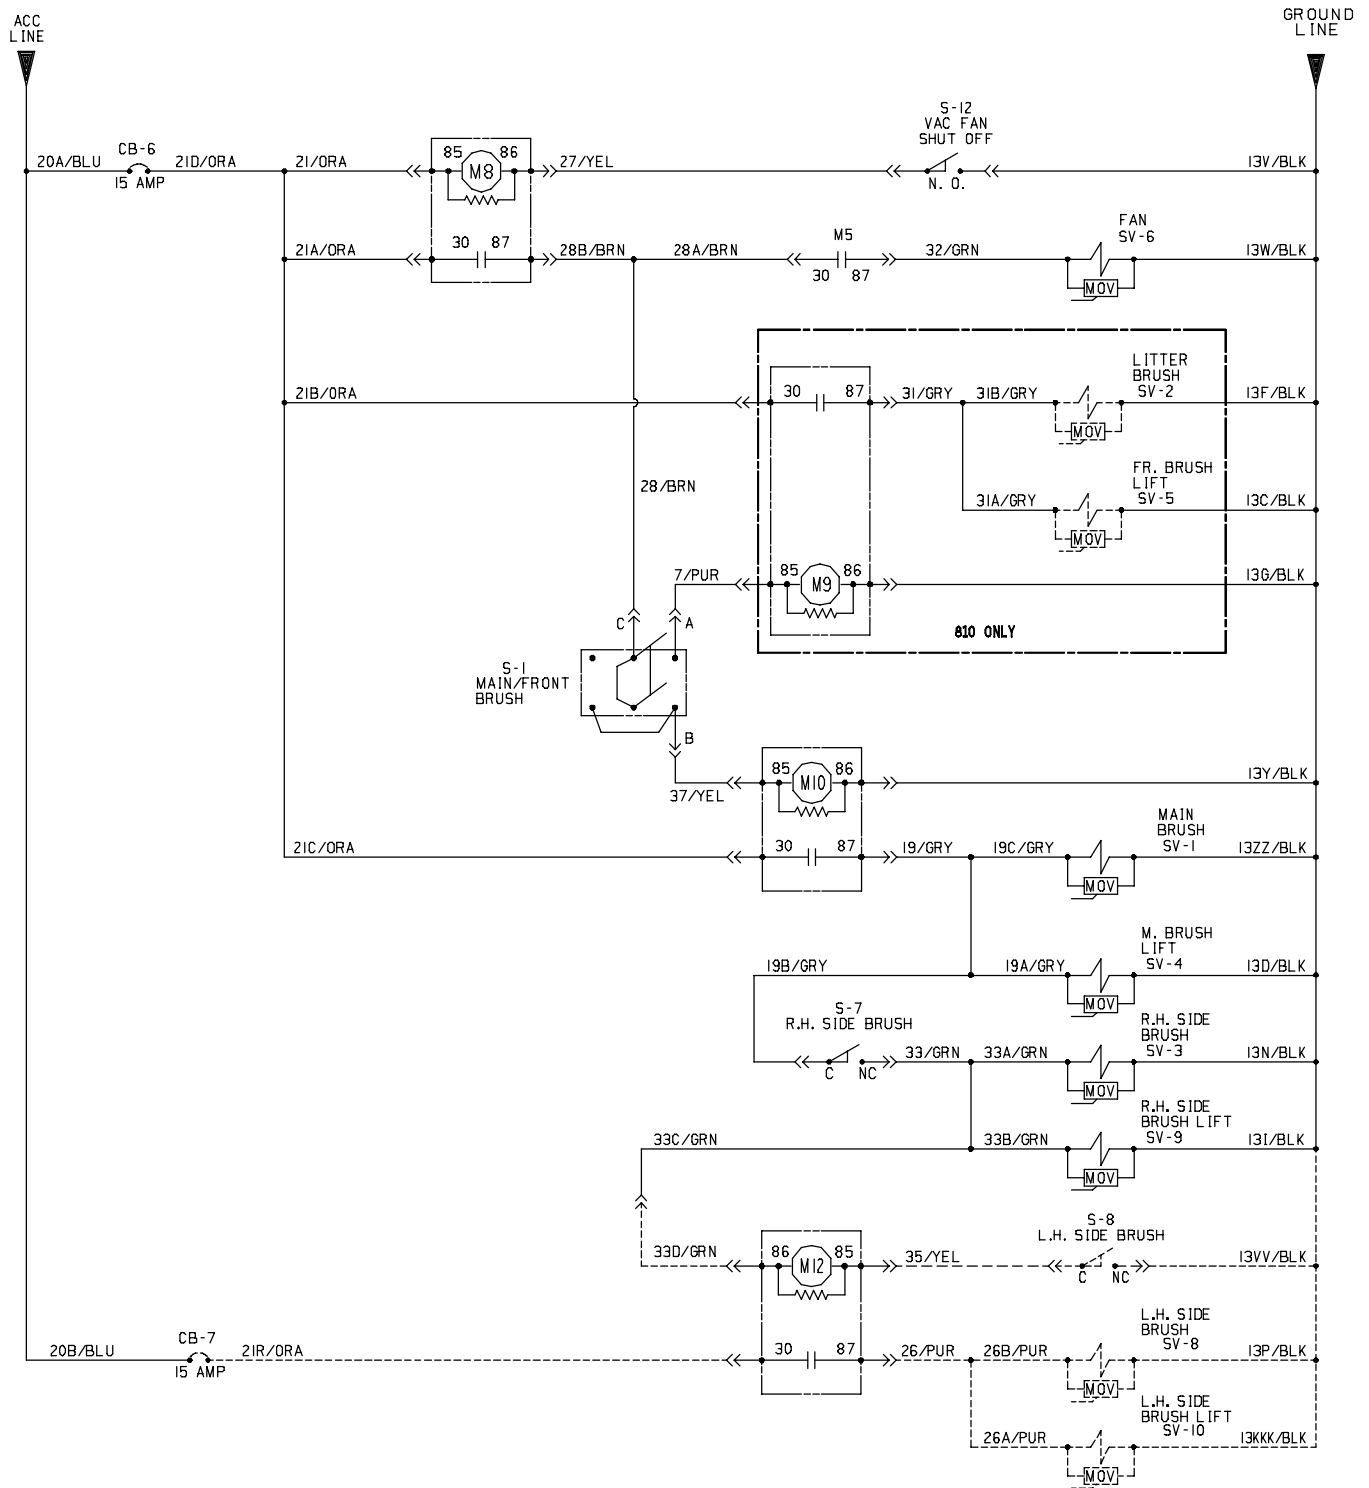 ACC
LINE
GROUND
LINE
S-12
VAC FAN
SHUT OFF
20A/BLU
CB-6
15 AMP
21D/ORA
21/ORA
85
M8
86
27/YEL
N. O.
13V/BLK
21A/ORA
30
87
28B/BRN
28A/BRN
M5
30
87
32/GRN
FAN
SV-6
MOV
13W/BLK
21B/ORA
30
87
31/GRY
31B/GRY
LITTER
BRUSH
SV-2
MOV
13F/BLK
28/BRN
31A/GRY
FR. BRUSH
LIFT
SV-5
MOV
13C/BLK
7/PUR
85
M9
86
13G/BLK
810 ONLY
C
A
S-1
MAIN/FRONT
BRUSH
B
37/YEL
85
M10
86
13Y/BLK
21C/ORA
30
87
19/GRY
19C/GRY
MAIN
BRUSH
SV-1
MOV
13ZZ/BLK
19B/GRY
19A/GRY
M. BRUSH
LIFT
SV-4
MOV
13D/BLK
S-7
R.H. SIDE BRUSH
C
NC
33/GRN
33A/GRN
R.H. SIDE
BRUSH
SV-3
MOV
13N/BLK
33C/GRN
33B/GRN
R.H. SIDE
BRUSH LIFT
SV-9
MOV
13I/BLK
33D/GRN
86
M12
85
35/YEL
S-8
L.H. SIDE BRUSH
C
NC
13VV/BLK
20B/BLU
CB-7
15 AMP
21R/ORA
30
87
26/PUR
26B/PUR
L.H. SIDE
BRUSH
SV-8
MOV
13P/BLK
26A/PUR
L.H. SIDE
BRUSH LIFT
SV-10
MOV
13KKK/BLK